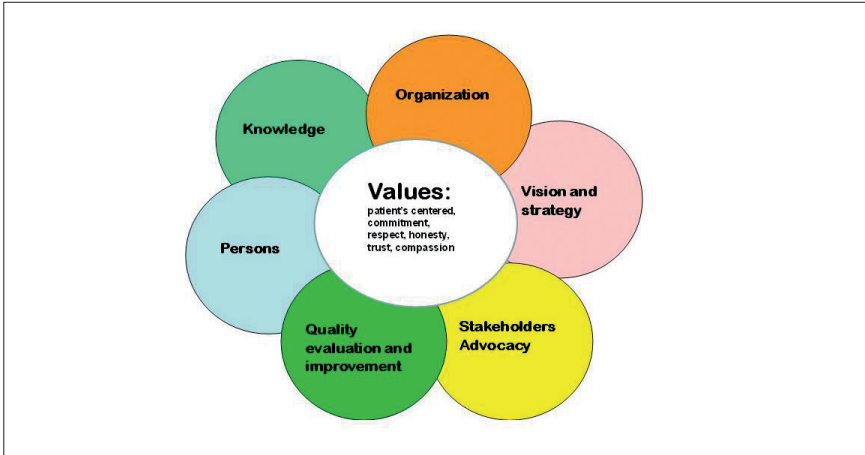 Organization
Knowledge
Values:
patient's centered,
commitment,
respect, honesty,
trust, compassion
Vision and
strategy
Persons
Quality
evaluation and
improvement
Stakeholders
Advocacy